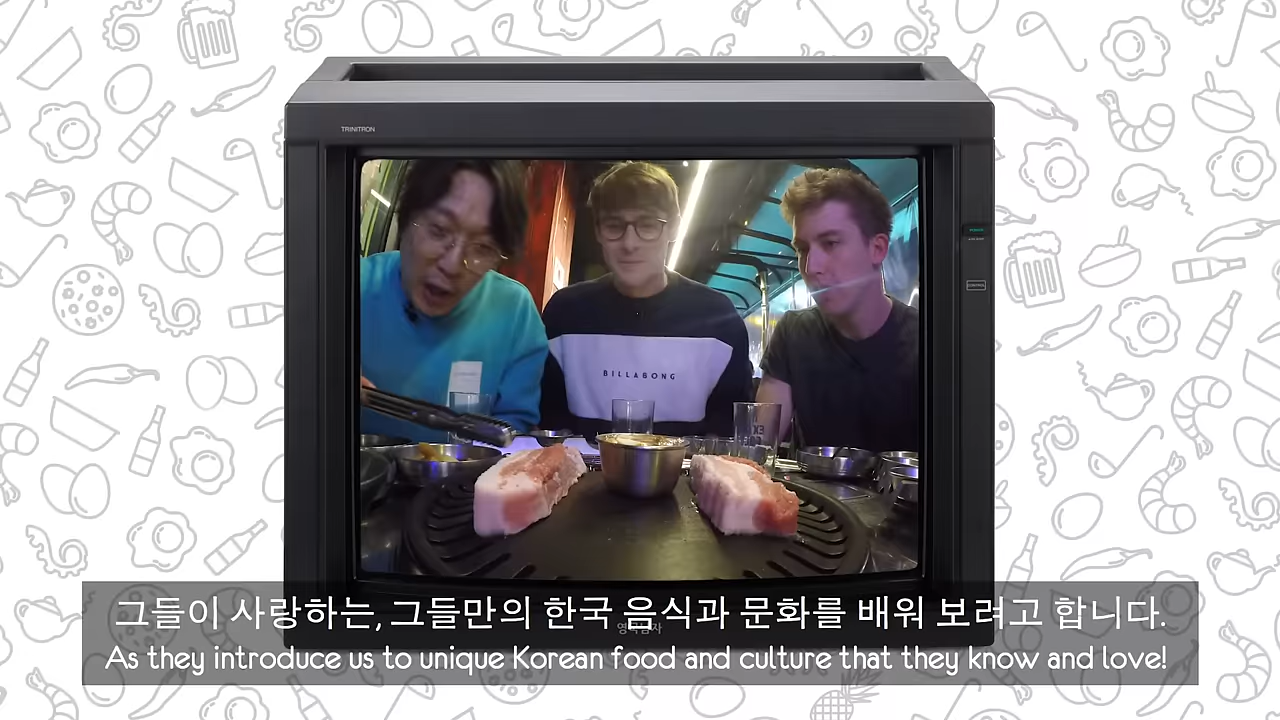 TRINITRON
BILLABONG
그들이 사랑하는, 그들만의 한국 음식과 문화를 배워 보려고 합니다.
As they introduce us to unique Korean food and culture that they know and love!